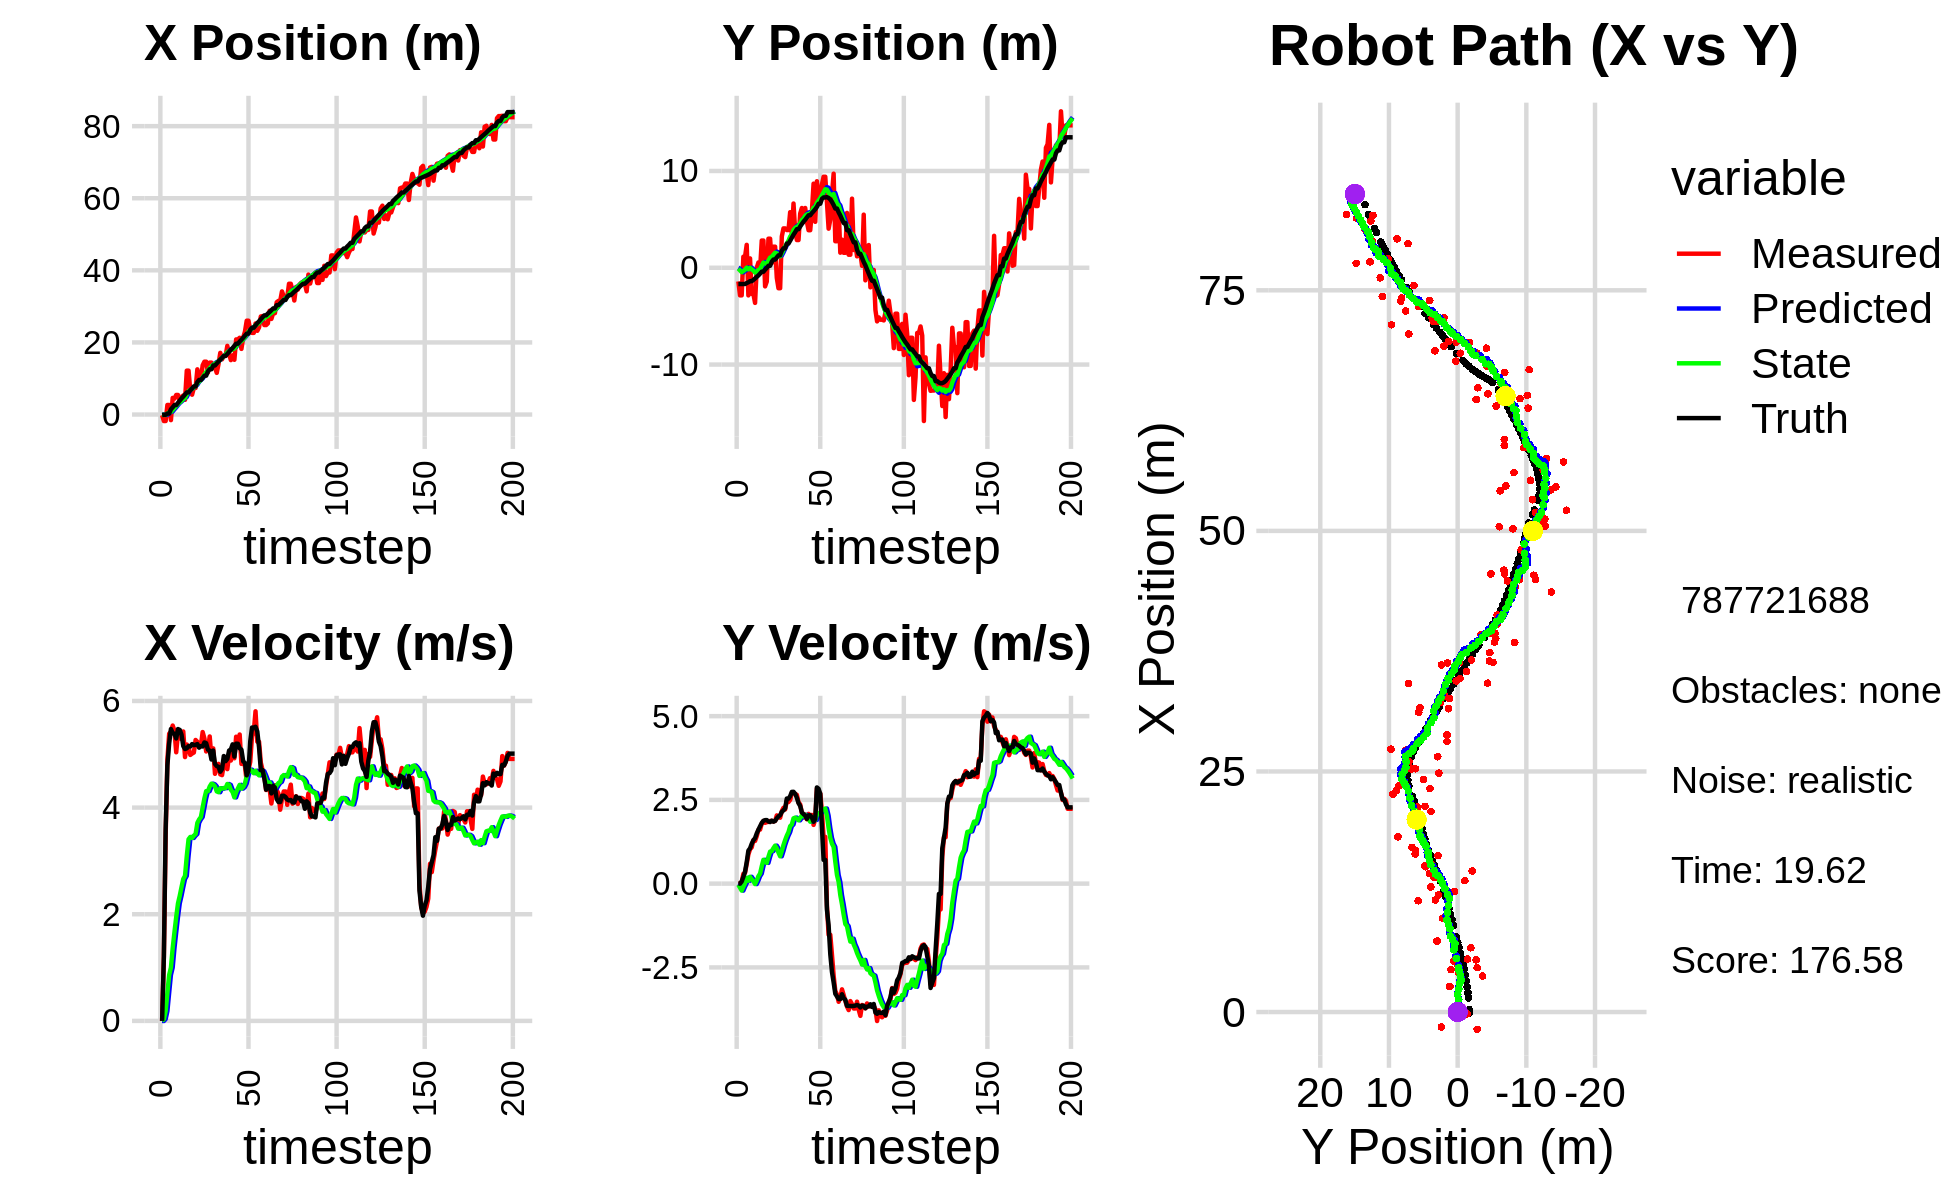 X Position (m)
80
60
40
20
0
0
50
100
150
200
timestep
Y Position (m)
10
0
-10
0
50
100
150
200
timestep
X Velocity (m/s)
6
4
2
0
0
50
100
150
200
timestep
Y Velocity (m/s)
5.0
2.5
0.0
-2.5
0
50
100
150
200
timestep
Robot Path (X vs Y)
X Position (m)
75
50
25
0
20 10 0 -10 -20
Y Position (m)
variable
Measured
Predicted
State
Truth
787721688
Obstacles: none
Noise: realistic
Time: 19.62
Score: 176.58